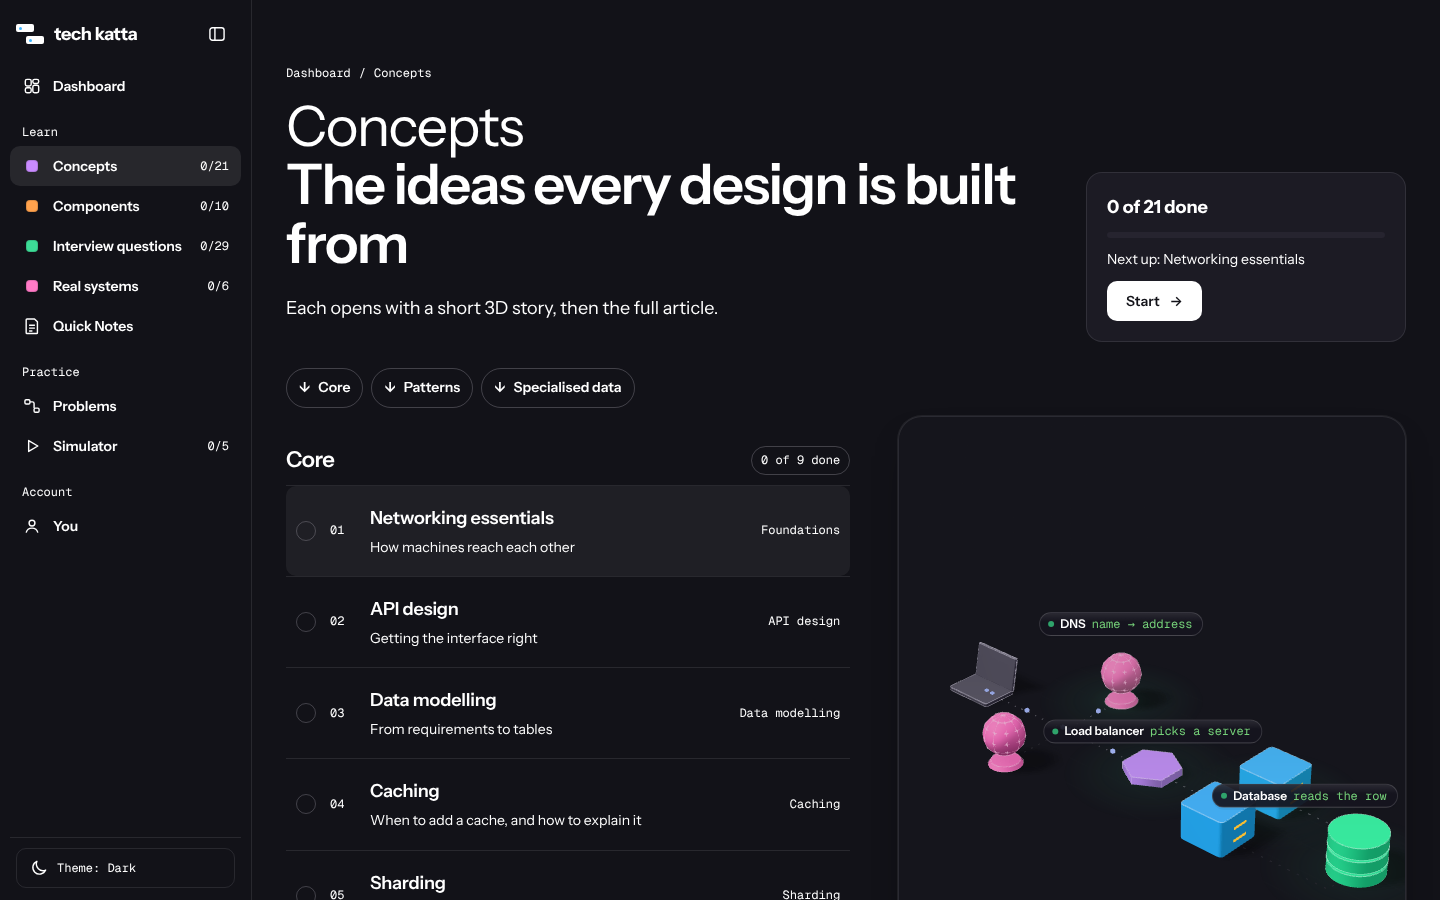 tech katta
Dashboard
Learn
Concepts 0/21
Components 0/10
Interview questions 0/29
Real systems 0/6
Quick Notes
Practice
Problems
Simulator 0/5
Account
You
Theme: Dark
Dashboard / Concepts
Concepts
The ideas every design is built
from
Each opens with a short 3D story, then the full article.
0 of 21 done
Next up: Networking essentials
Start →
↓ Core ↓ Patterns ↓ Specialised data
Core 0 of 9 done
01 Networking essentials Foundations
How machines reach each other
02 API design API design
Getting the interface right
03 Data modelling Data modelling
From requirements to tables
04 Caching Caching
When to add a cache, and how to explain it
05 Sharding Sharding
DNS name → address
Load balancer picks a server
Database reads the row